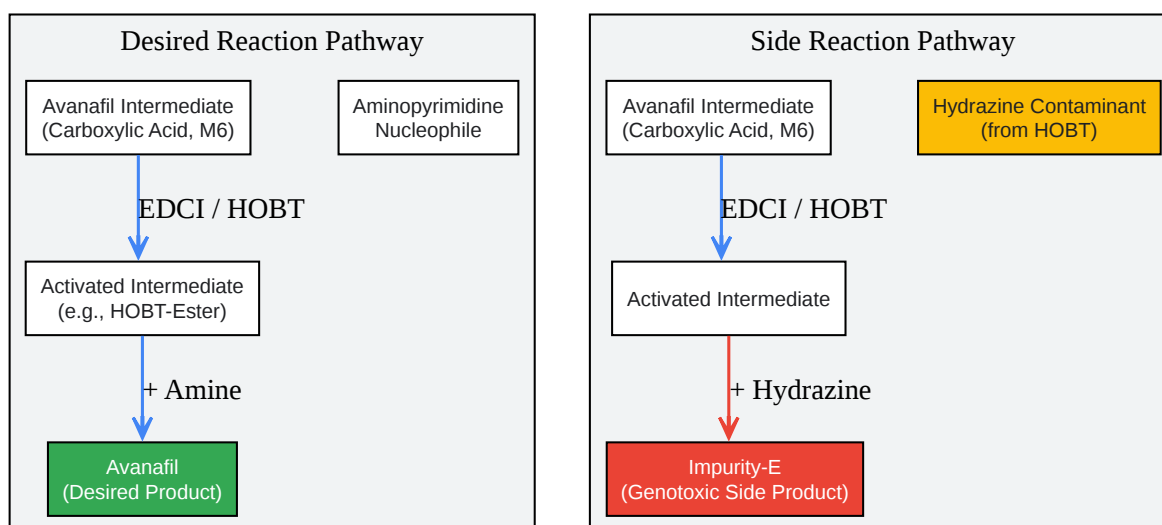 Desired Reaction Pathway
Avanafil Intermediate
(Carboxylic Acid, M6)
Aminopyrimidine
Nucleophile
EDCI / HOBT
Activated Intermediate
(e.g., HOBT-Ester)
+ Amine
Avanafil
(Desired Product)
Side Reaction Pathway
Avanafil Intermediate
(Carboxylic Acid, M6)
Hydrazine Contaminant
(from HOBT)
EDCI / HOBT
Activated Intermediate
+ Hydrazine
Impurity-E
(Genotoxic Side Product)